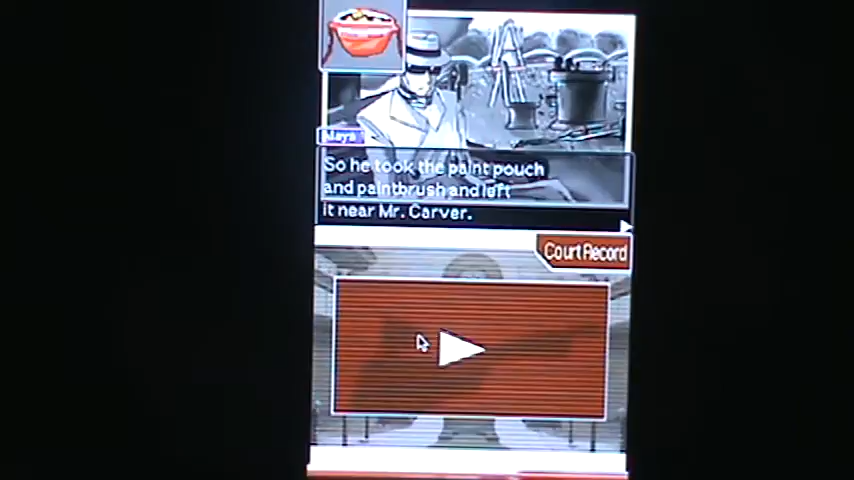 Maya
So he took the paint pouch
and paintbrush and left
it near Mr. Carver.
Court Record